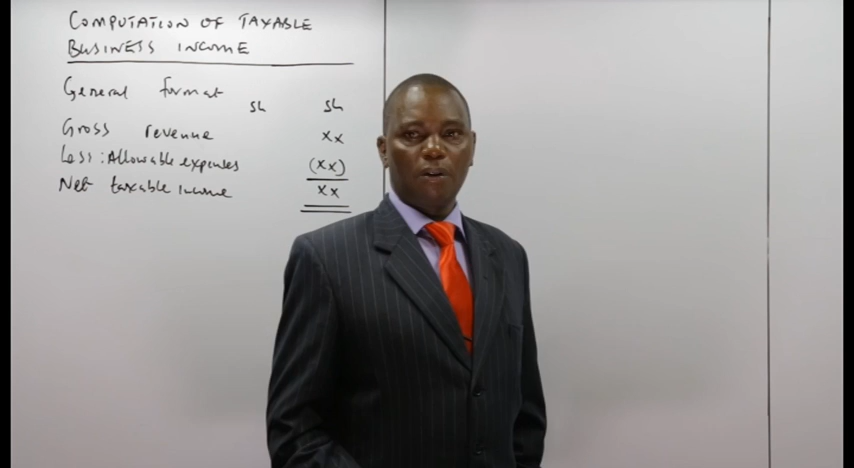 COMPUTATION OF TAXABLE
BUSINESS INCOME
General format
sh sh
Gross revenue xx
Less: Allowable expenses (xx)
Net taxable income xx